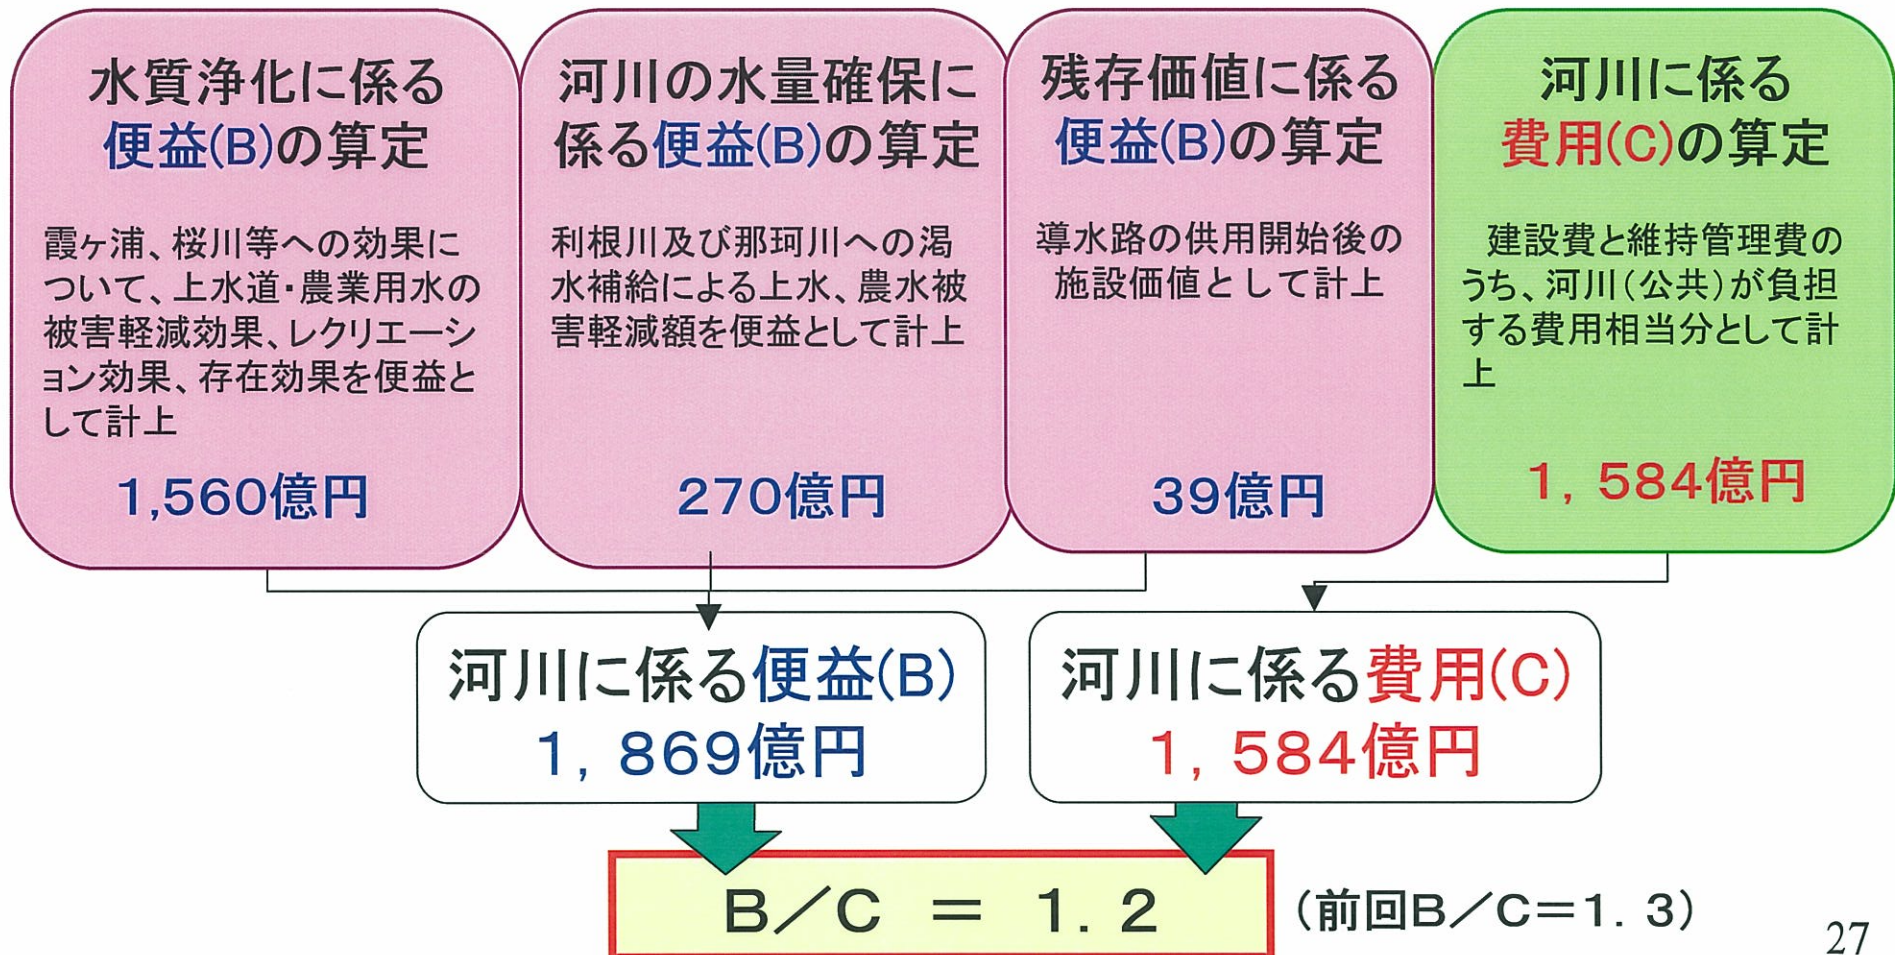 水質浄化に係る
便益(B)の算定
霞ヶ浦、桜川等への効果に
ついて、上水道・農業用水の
被害軽減効果、レクリエーシ
ョン効果、存在効果を便益と
して計上
1,560億円
河川の水量確保に
係る便益(B)の算定
利根川及び那珂川への渇
水補給による上水、農水被
害軽減額を便益として計上
270億円
残存価値に係る
便益(B)の算定
導水路の供用開始後の
施設価値として計上
39億円
河川に係る
費用(C)の算定
建設費と維持管理費の
うち、河川(公共)が負担
する費用相当分として計
上
1,584億円
河川に係る便益(B)
1,869億円
河川に係る費用(C)
1,584億円
B/C = 1.2
(前回B/C=1.3)
27